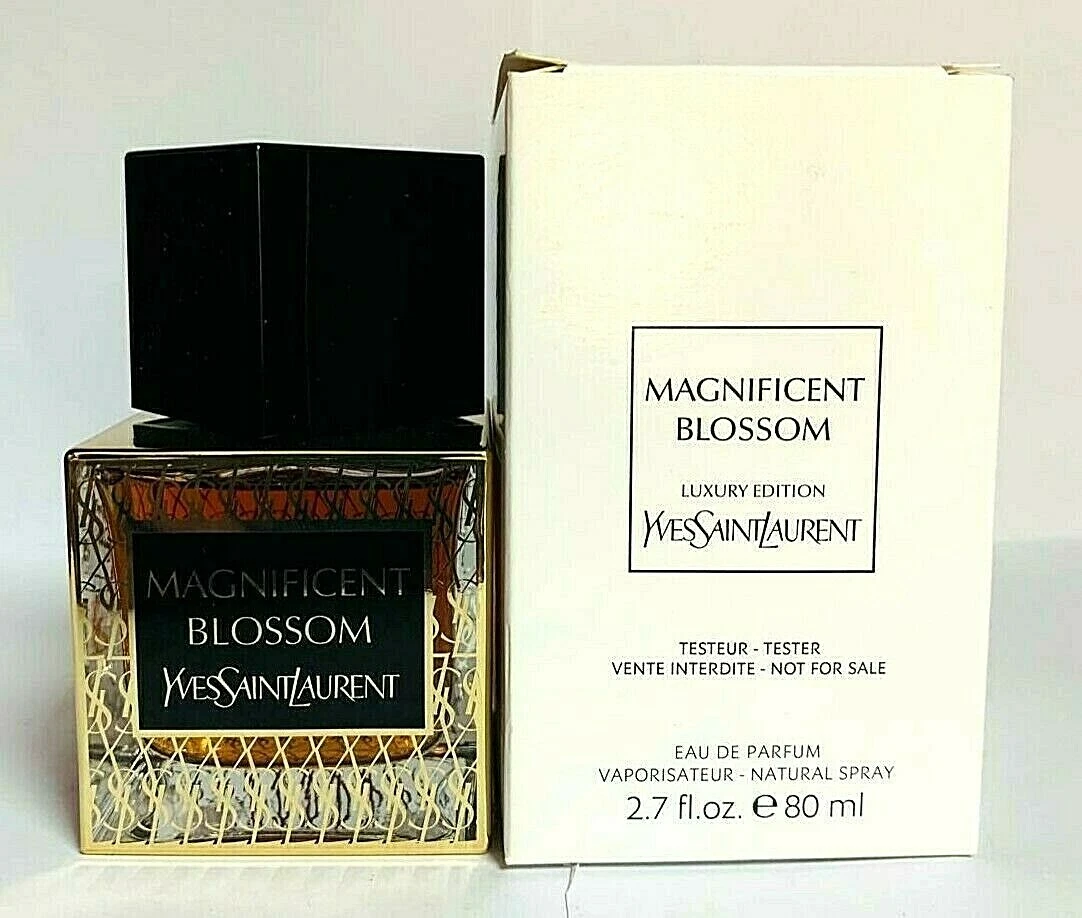 MAGNIFICENT
BLOSSOM
YVESSAINTLAURENT
MAGNIFICENT
BLOSSOM
LUXURY EDITION
YVESSAINTLAURENT
TESTEUR - TESTER
VENTE INTERDITE - NOT FOR SALE
EAU DE PARFUM
VAPORISATEUR - NATURAL SPRAY
2.7 fl.oz. e 80 ml